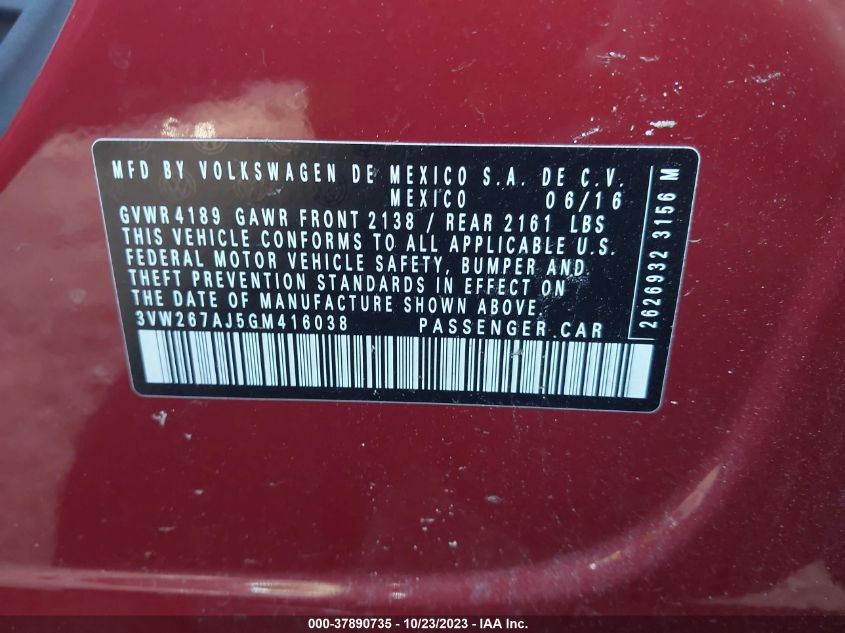 MFD BY VOLKSWAGEN DE MEXICO S.A. DE C.V.
MEXICO 06/16
GVWR 4189 GAWR FRONT 2138 / REAR 2161 LBS
THIS VEHICLE CONFORMS TO ALL APPLICABLE U.S.
FEDERAL MOTOR VEHICLE SAFETY, BUMPER AND
THEFT PREVENTION STANDARDS IN EFFECT ON
THE DATE OF MANUFACTURE SHOWN ABOVE
3VW267AJ5GM416038 PASSENGER CAR
2626932 3156 M
000-37890735 - 10/23/2023 - IAA Inc.